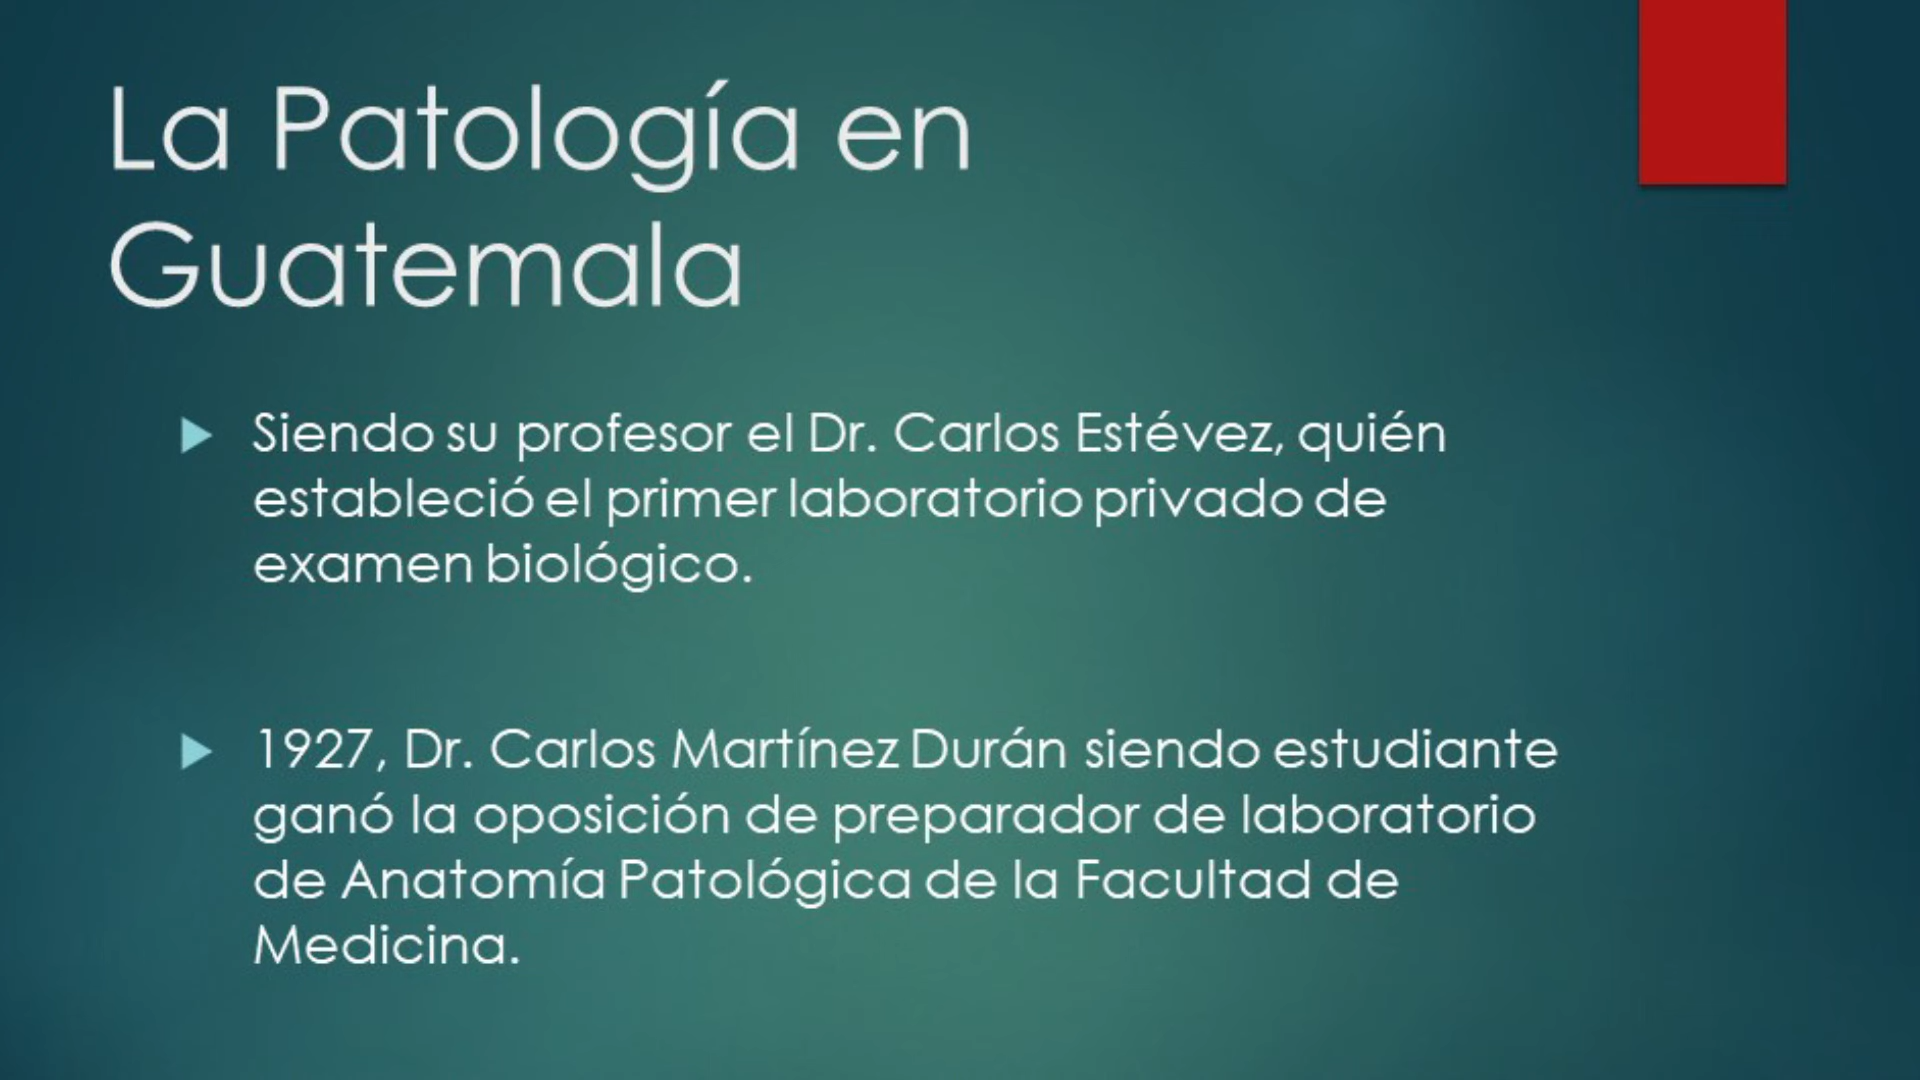 La Patología en
Guatemala
Siendo su profesor el Dr. Carlos Estévez, quién
estableció el primer laboratorio privado de
examen biológico.
1927, Dr. Carlos Martínez Durán siendo estudiante
ganó la oposición de preparador de laboratorio
de Anatomía Patológica de la Facultad de
Medicina.